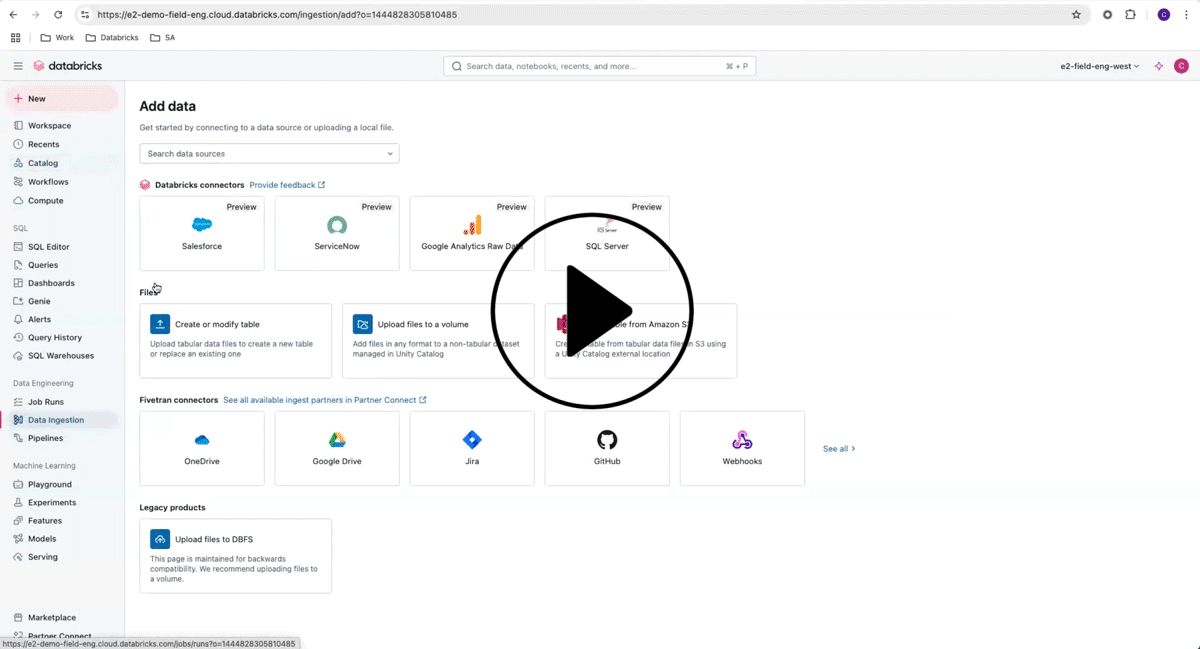 https://e2-demo-field-eng.cloud.databricks.com/ingestion/add?o=1444828305810485
C
Work
Databricks
SA
databricks
Search data, notebooks, recents, and more...
⌘ + P
e2-field-eng-west
C
New
Workspace
Recents
Catalog
Workflows
Compute
SQL
SQL Editor
Queries
Dashboards
Genie
Alerts
Query History
SQL Warehouses
Data Engineering
Job Runs
Data Ingestion
Pipelines
Machine Learning
Playground
Experiments
Features
Models
Serving
Marketplace
Partner Connect
https://e2-demo-field-eng.cloud.databricks.com/jobs/runs?o=1444828305810485
Add data
Get started by connecting to a data source or uploading a local file.
Search data sources
Databricks connectors Provide feedback
Preview
Salesforce
Preview
ServiceNow
Preview
Google Analytics Raw Data
Preview
SQL Server
SQL Server
Files
Create or modify table
Upload tabular data files to create a new table
or replace an existing one
Upload files to a volume
Add files in any format to a non-tabular dataset
managed in Unity Catalog
from Amazon S3
from tabular data files in S3 using
a Unity Catalog external location
Fivetran connectors See all available ingest partners in Partner Connect
OneDrive
Google Drive
Jira
GitHub
Webhooks
See all
Legacy products
Upload files to DBFS
This page is maintained for backwards
compatibility. We recommend uploading files to
a volume.